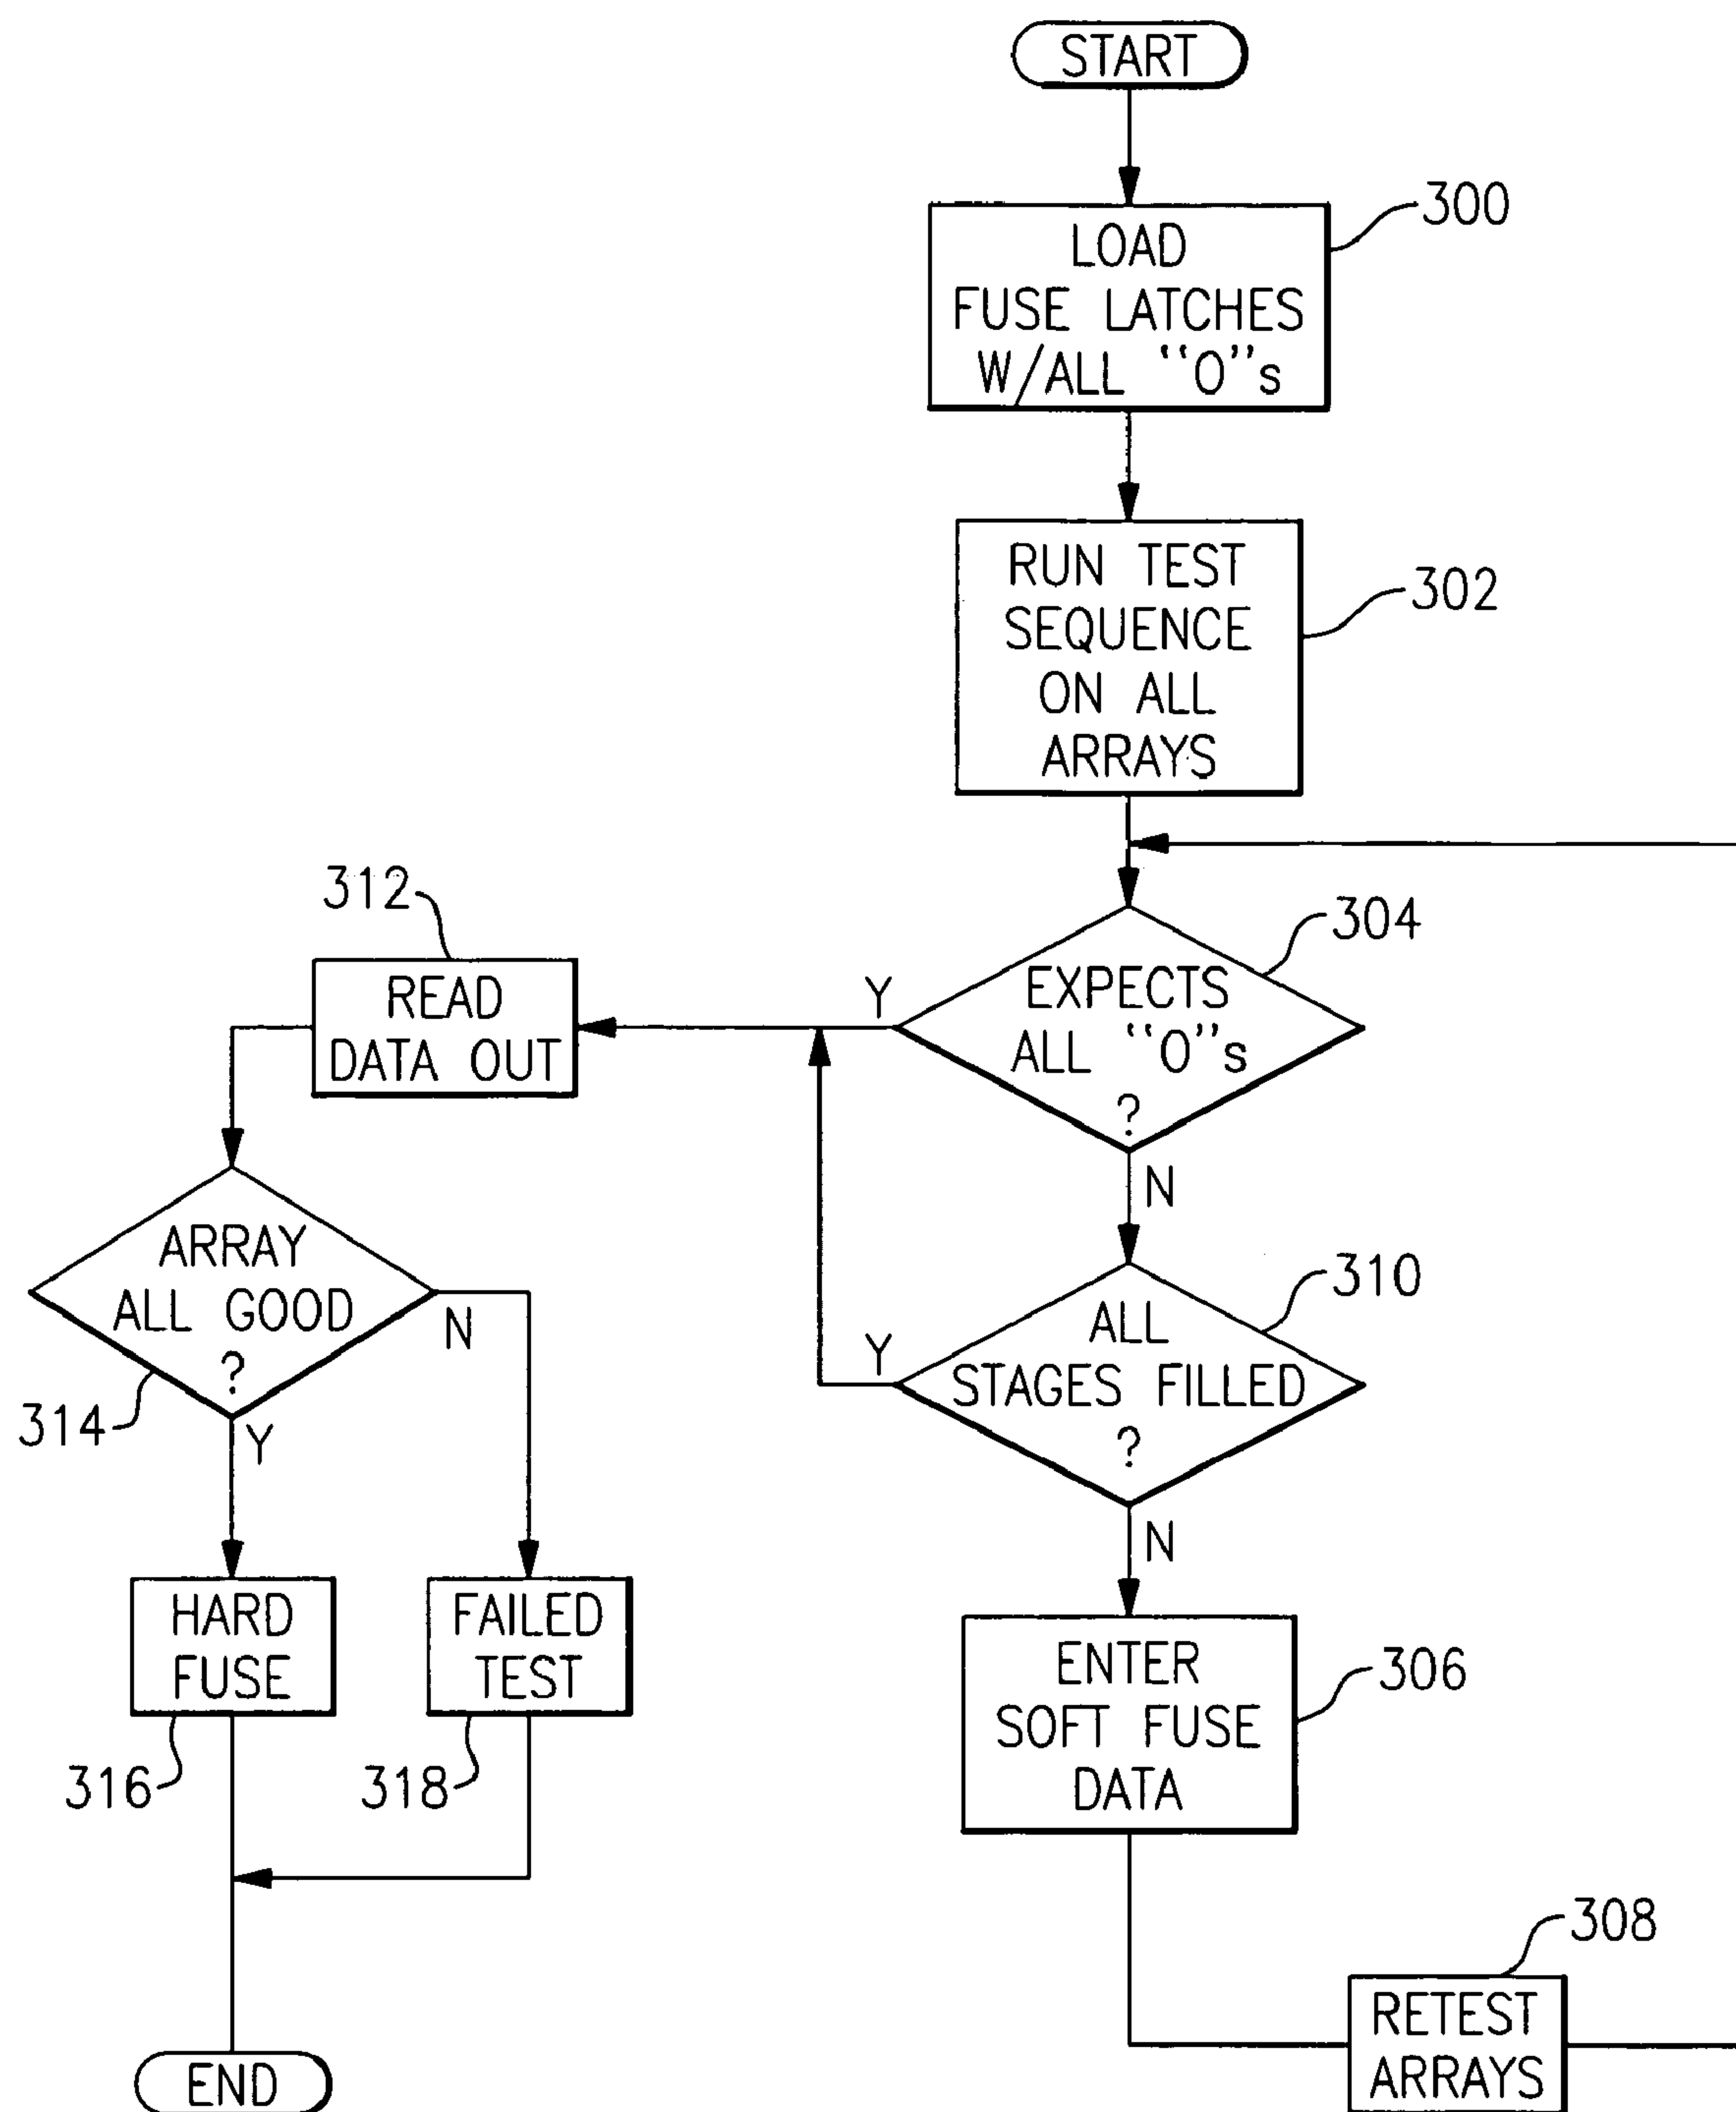 START
300
LOAD
FUSE LATCHES
W/ALL "0"s
302
RUN TEST
SEQUENCE
ON ALL
ARRAYS
304
EXPECTS
ALL "0"s
?
Y
N
312
READ
DATA OUT
310
ALL
STAGES FILLED
?
Y
N
314
ARRAY
ALL GOOD
?
N
Y
HARD
FUSE
316
FAILED
TEST
318
306
ENTER
SOFT FUSE
DATA
308
RETEST
ARRAYS
END